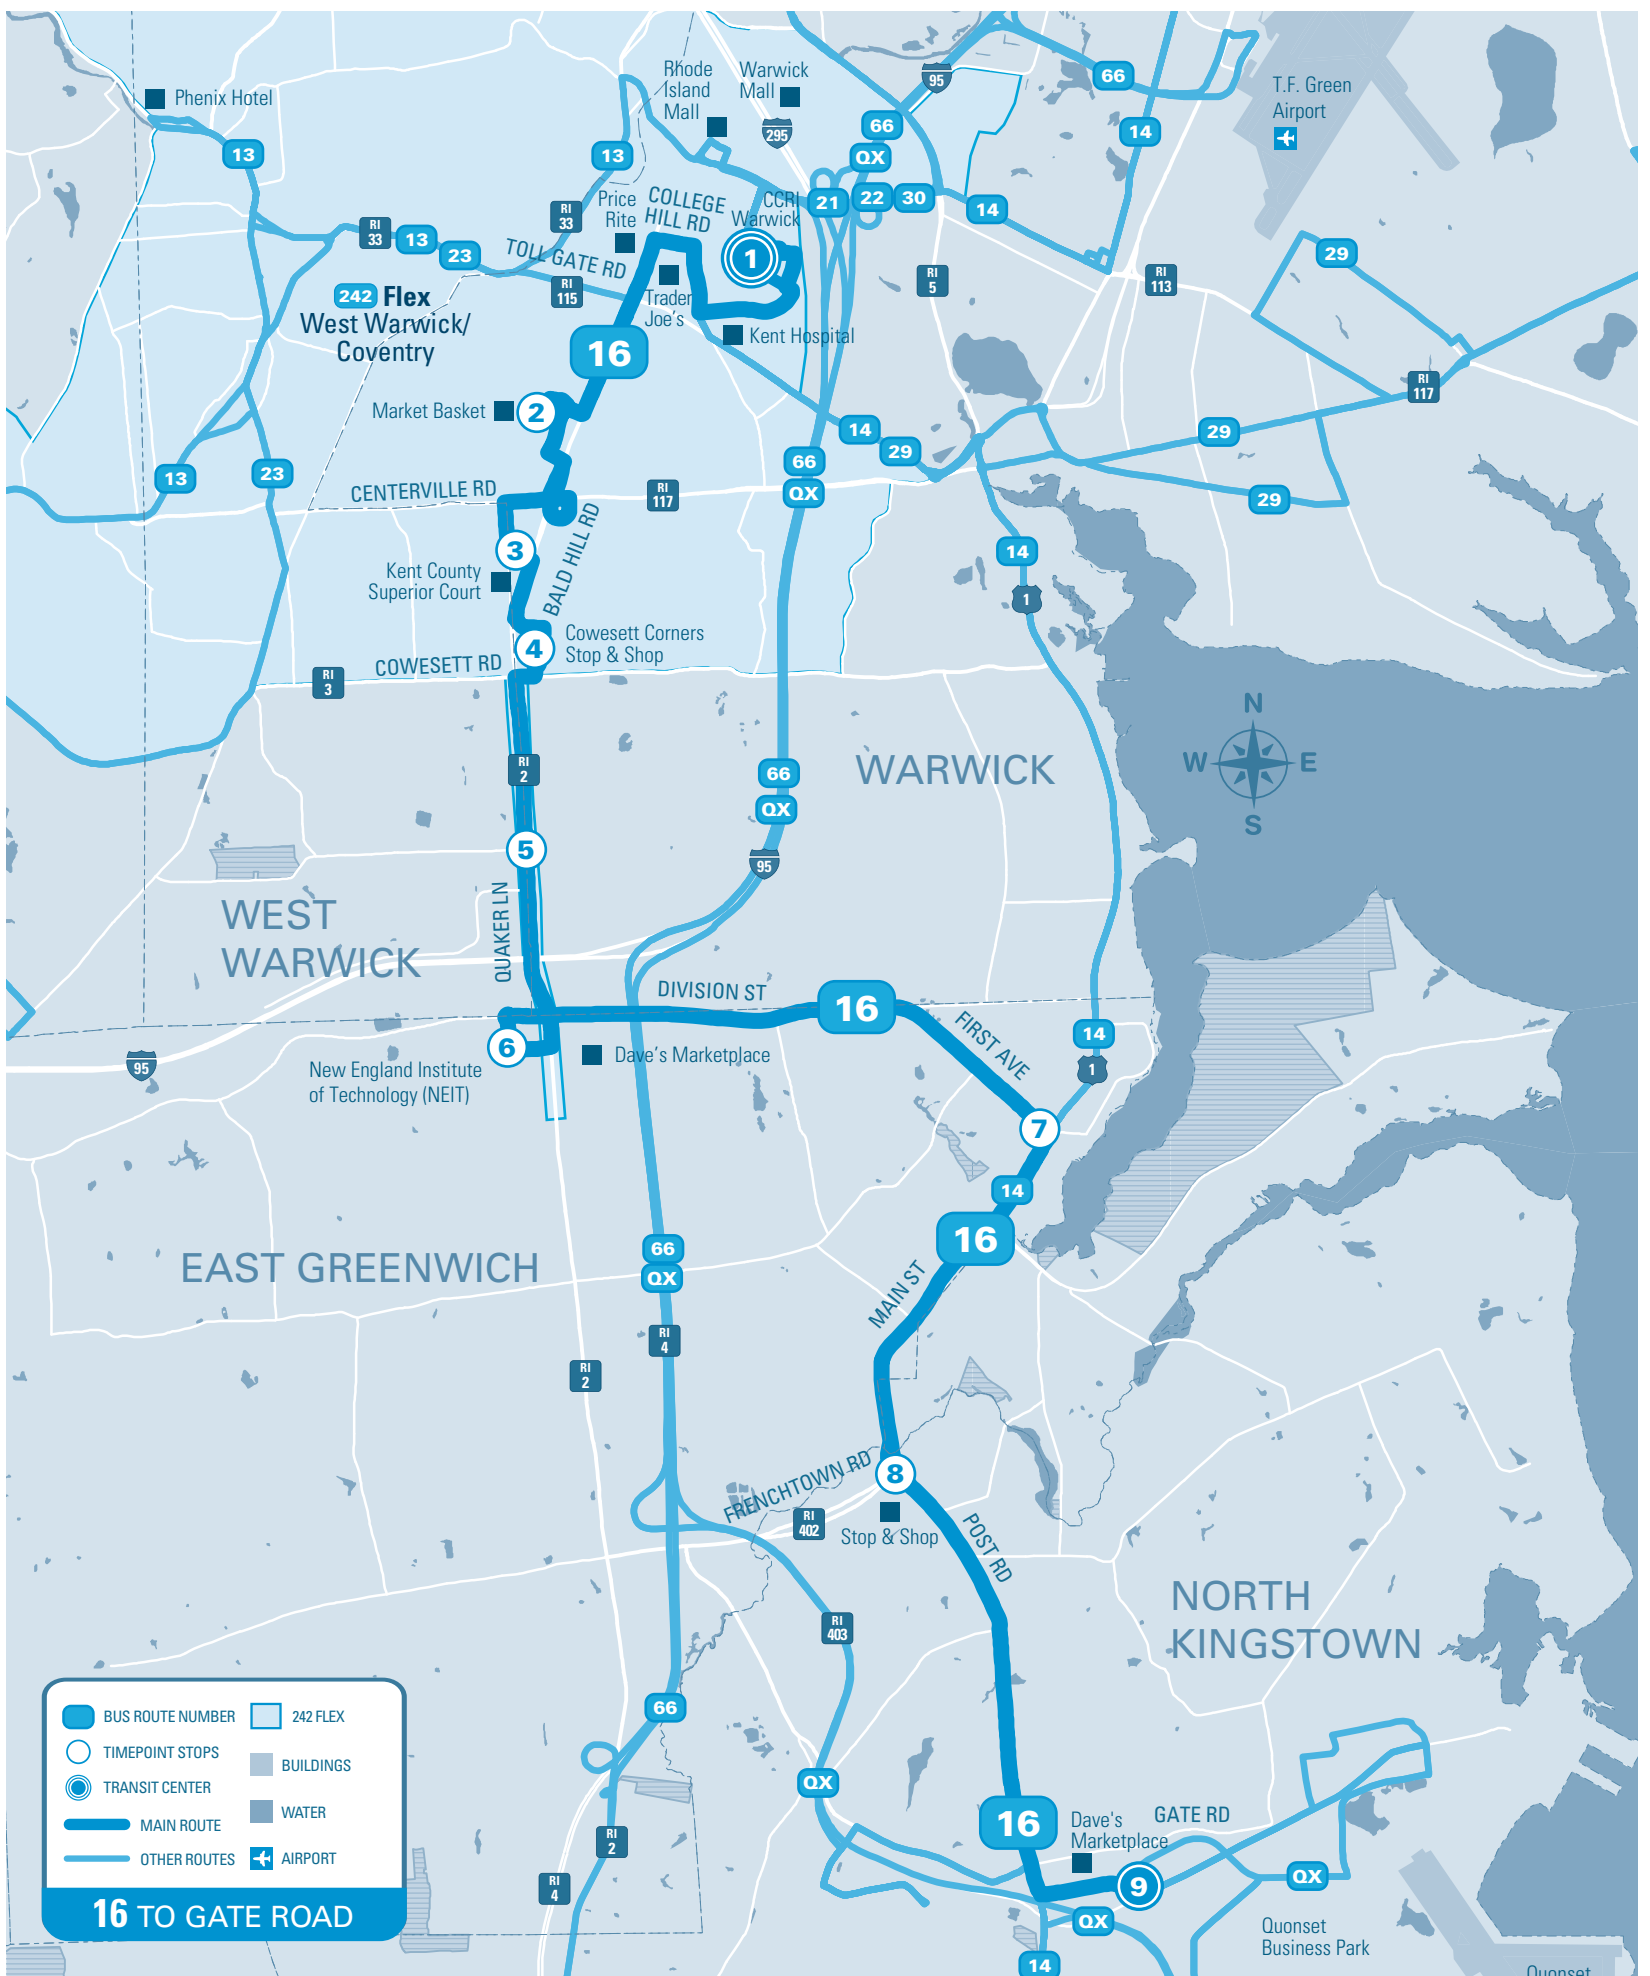 Rhode
Island
Mall
Warwick
Mall
95
66
T.F. Green
Airport
Phenix Hotel
295
66
14
13
13
QX
Price
Rite
COLLEGE
HILL RD
CCRI
Warwick
21
22
30
14
RI
33
RI
33
13
23
TOLL GATE RD
1
29
RI
5
RI
113
RI
115
242 Flex
West Warwick/
Coventry
Trader
Joe's
Kent Hospital
16
RI
117
Market Basket
2
14
29
29
66
QX
13
23
CENTERVILLE RD
RI
117
29
BALD HILL RD
3
14
Kent County
Superior Court
1
4
Cowesett Corners
Stop & Shop
COWESETT RD
RI
3
N
W
E
S
RI
2
66
QX
WARWICK
5
95
QUAKER LN
WEST
WARWICK
DIVISION ST
16
FIRST AVE
14
6
Dave's Marketplace
95
New England Institute
of Technology (NEIT)
1
7
14
16
66
QX
EAST GREENWICH
MAIN ST
RI
4
RI
2
FRENCHTOWN RD
8
RI
402
Stop & Shop
POST RD
NORTH
KINGSTOWN
RI
403
66
QX
16
Dave's
Marketplace
GATE RD
RI
2
RI
4
9
QX
QX
Quonset
Business Park
14
Quonset
BUS ROUTE NUMBER
242 FLEX
TIMEPOINT STOPS
BUILDINGS
TRANSIT CENTER
WATER
MAIN ROUTE
OTHER ROUTES
AIRPORT
16 TO GATE ROAD